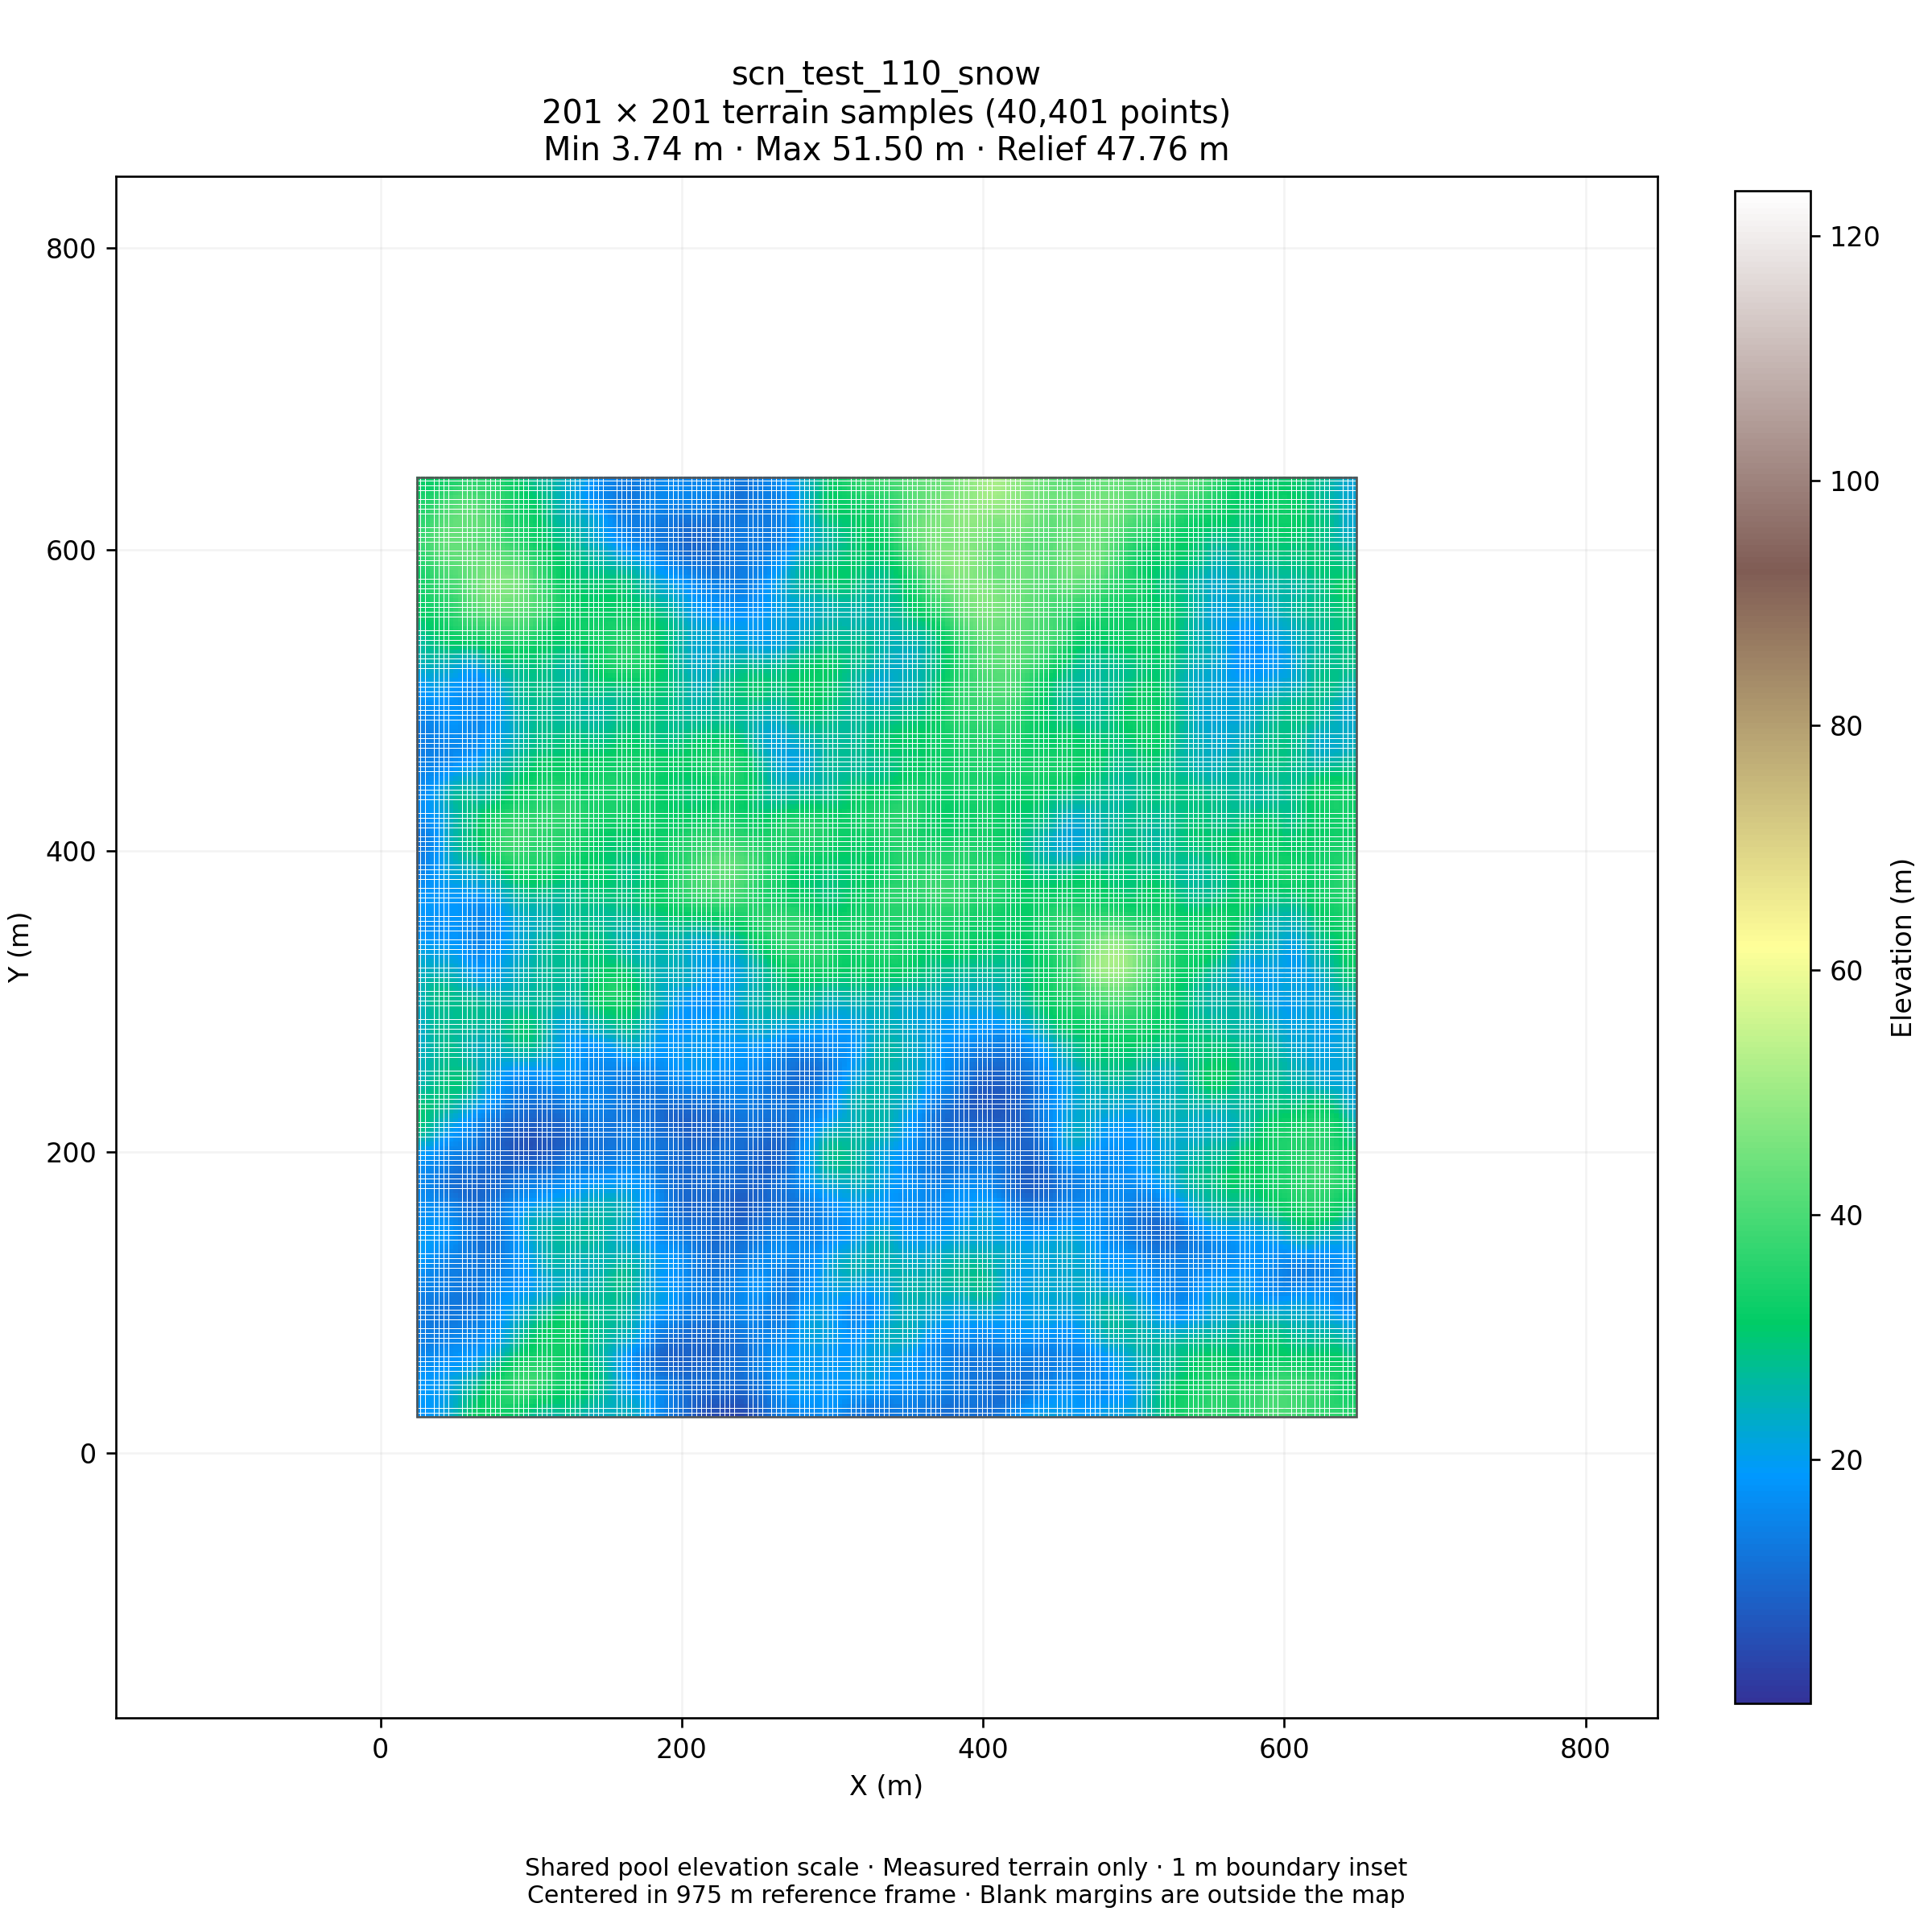 scn_test_110_snow
201 × 201 terrain samples (40,401 points)
Min 3.74 m · Max 51.50 m · Relief 47.76 m
800
600
400
200
0
Y (m)
0
200
400
600
800
X (m)
120
100
80
60
40
20
Elevation (m)
Shared pool elevation scale · Measured terrain only · 1 m boundary inset
Centered in 975 m reference frame · Blank margins are outside the map